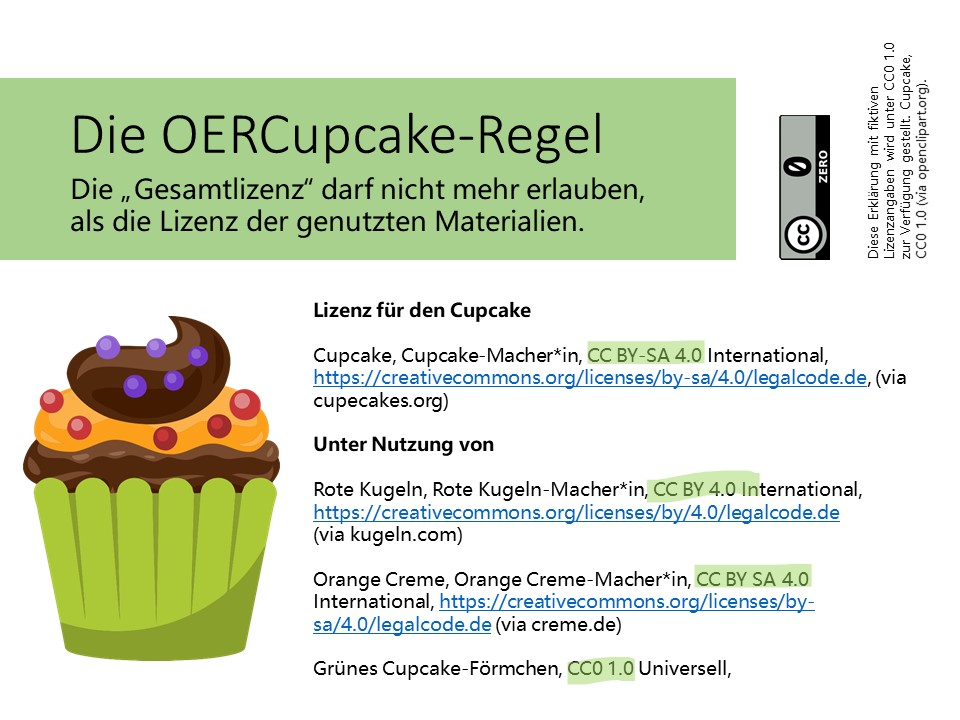 Die OERCupcake-Regel
Die „Gesamtlizenz“ darf nicht mehr erlauben,
als die Lizenz der genutzten Materialien.
cc
0
ZERO
Diese Erklärung mit fiktiven
Lizenzangaben wird unter CC0 1.0
zur Verfügung gestellt. Cupcake,
CC0 1.0 (via openclipart.org).
Lizenz für den Cupcake
Cupcake, Cupcake-Macher*in, CC BY-SA 4.0 International,
https://creativecommons.org/licenses/by-sa/4.0/legalcode.de, (via
cupecakes.org)
Unter Nutzung von
Rote Kugeln, Rote Kugeln-Macher*in, CC BY 4.0 International,
https://creativecommons.org/licenses/by/4.0/legalcode.de
(via kugeln.com)
Orange Creme, Orange Creme-Macher*in, CC BY SA 4.0
International, https://creativecommons.org/licenses/by-
sa/4.0/legalcode.de (via creme.de)
Grünes Cupcake-Förmchen, CC0 1.0 Universell,